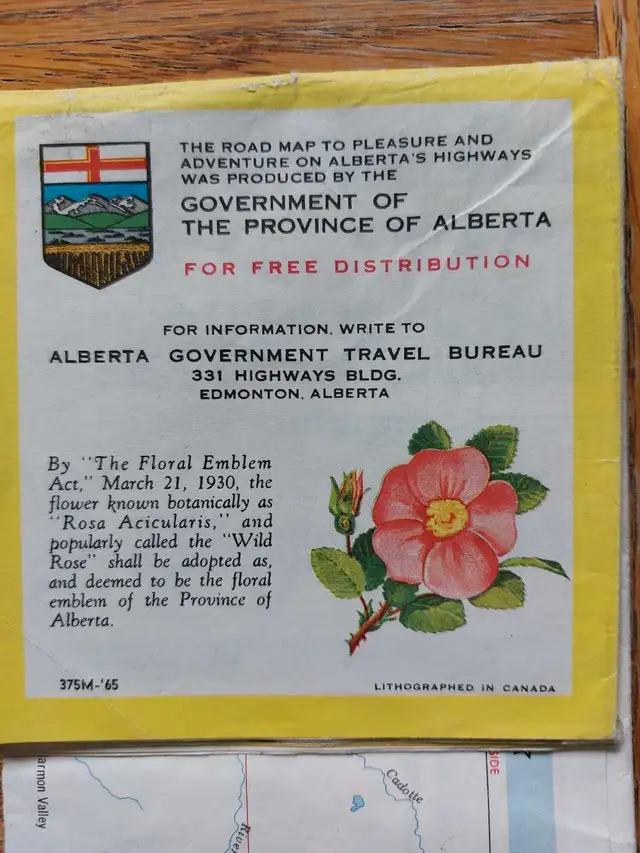 THE ROAD MAP TO PLEASURE AND
ADVENTURE ON ALBERTA'S HIGHWAYS
WAS PRODUCED BY THE
GOVERNMENT OF
THE PROVINCE OF ALBERTA
FOR FREE DISTRIBUTION
FOR INFORMATION, WRITE TO
ALBERTA GOVERNMENT TRAVEL BUREAU
331 HIGHWAYS BLDG.
EDMONTON, ALBERTA
By "The Floral Emblem
Act," March 21, 1930, the
flower known botanically as
"Rosa Acicularis," and
popularly called the "Wild
Rose" shall be adopted as,
and deemed to be the floral
emblem of the Province of
Alberta.
375M-'65
LITHOGRAPHED IN CANADA
armon Valley
River
Cadotte
SIDE